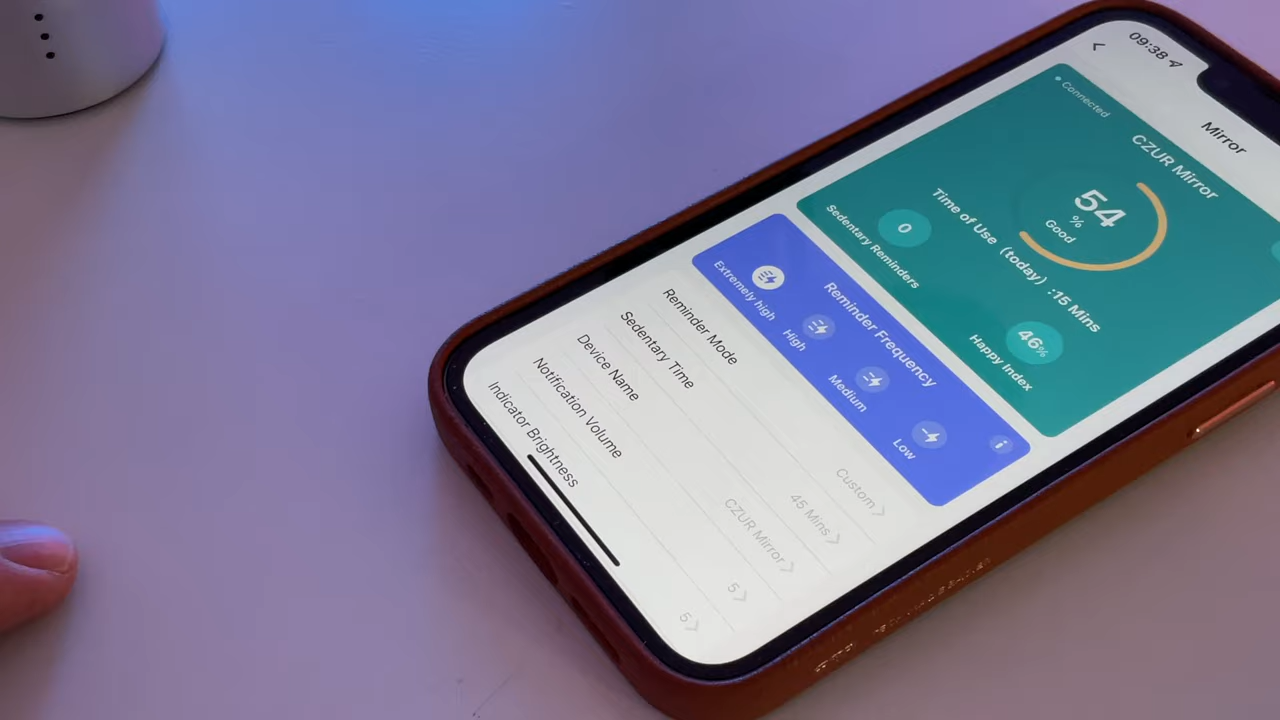 09:38
Mirror
Connected
CZUR Mirror
54
%
Good
Time of Use (today) :15 Mins
0
Sedentary Reminders
46%
Happy Index
Reminder Frequency
Extremely high
High
Medium
Low
Reminder Mode
Custom
Sedentary Time
45 Mins
Device Name
CZUR Mirror
Notification Volume
5
Indicator Brightness
5